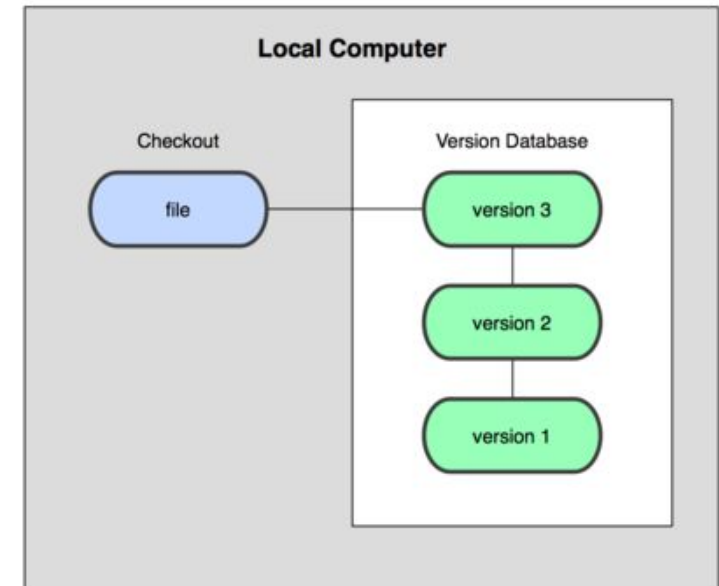 Local Computer
Checkout
Version Database
file
version 3
version 2
version 1